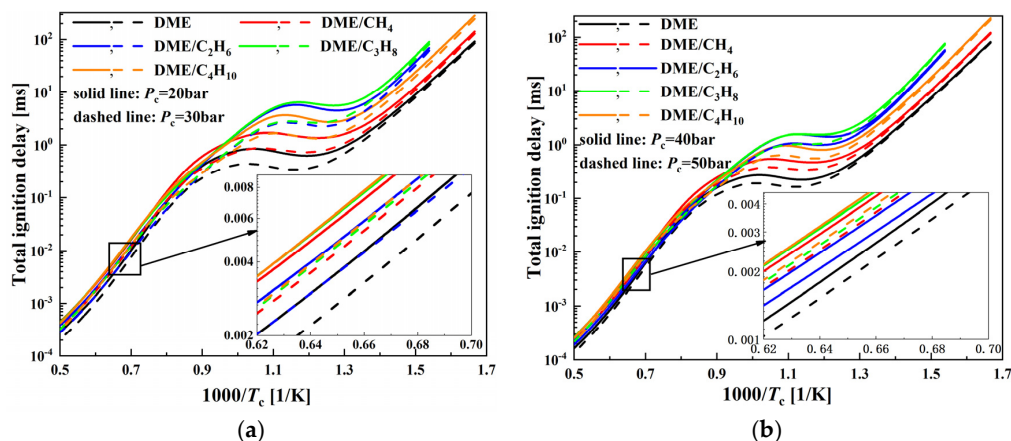 DME DME/CH4
DME/C2H6 DME/C3H8
DME/C4H10
solid line: Pc=20bar
dashed line: Pc=30bar
Total ignition delay [ms]
10^2
10^1
10^0
10^-1
10^-2
10^-3
10^-4
0.008
0.006
0.004
0.002
0.62 0.64 0.66 0.68 0.70
0.5 0.7 0.9 1.1 1.3 1.5 1.7
1000/Tc [1/K]
(a)
DME
DME/CH4
DME/C2H6
DME/C3H8
DME/C4H10
solid line: Pc=40bar
dashed line: Pc=50bar
Total ignition delay [ms]
10^2
10^1
10^0
10^-1
10^-2
10^-3
10^-4
0.004
0.003
0.002
0.001
0.62 0.64 0.66 0.68 0.70
0.5 0.7 0.9 1.1 1.3 1.5 1.7
1000/Tc [1/K]
(b)